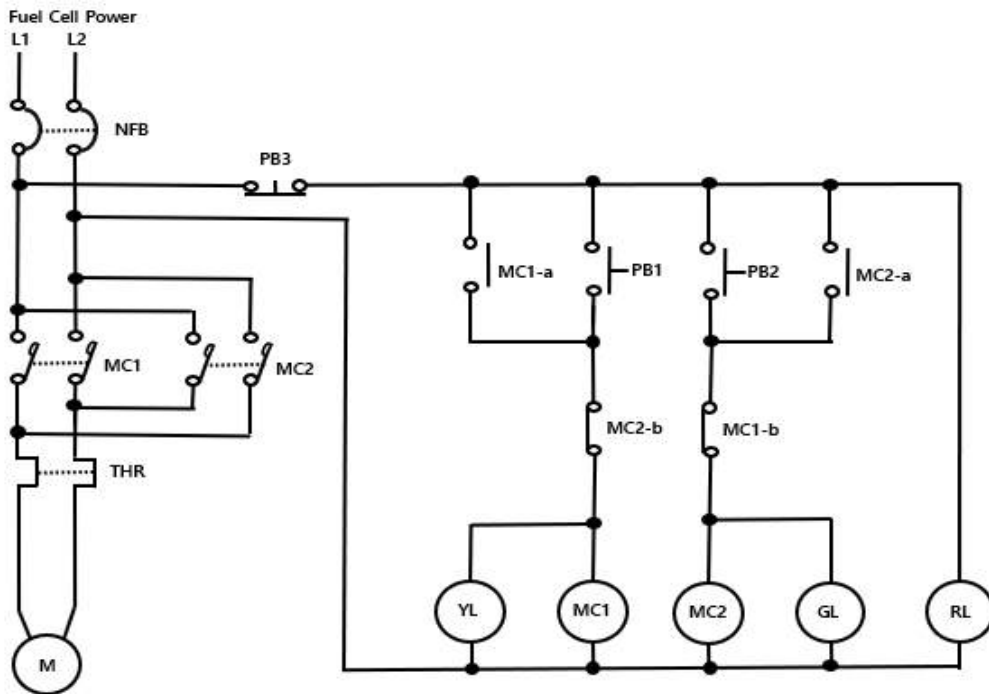 Fuel Cell Power
L1 L2
NFB
PB3
MC1-a PB1 PB2 MC2-a
MC1 MC2
MC2-b MC1-b
THR
YL MC1 MC2 GL RL
M